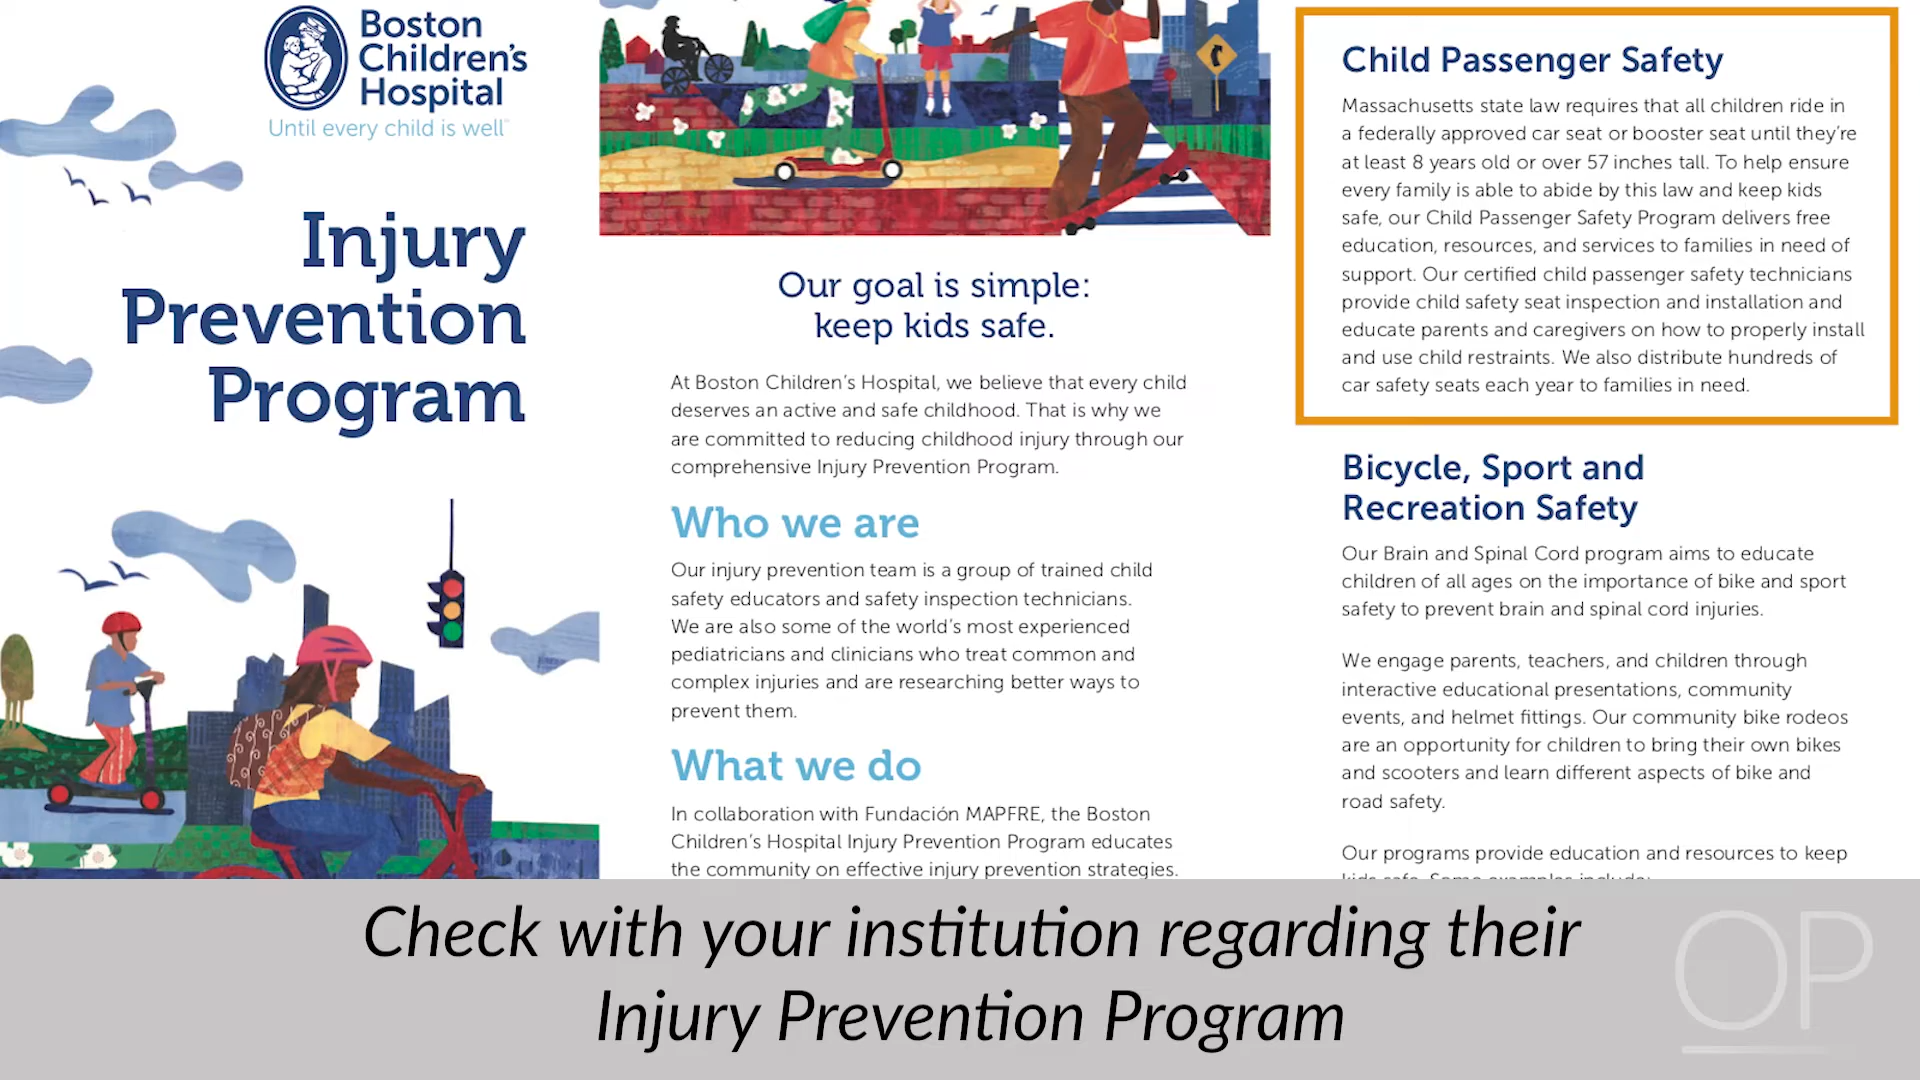 Boston
Children's
Hospital
Until every child is well™
Injury
Prevention
Program
Our goal is simple:
keep kids safe.
At Boston Children's Hospital, we believe that every child
deserves an active and safe childhood. That is why we
are committed to reducing childhood injury through our
comprehensive Injury Prevention Program.
Who we are
Our injury prevention team is a group of trained child
safety educators and safety inspection technicians.
We are also some of the world's most experienced
pediatricians and clinicians who treat common and
complex injuries and are researching better ways to
prevent them.
What we do
In collaboration with Fundación MAPFRE, the Boston
Children's Hospital Injury Prevention Program educates
the community on effective injury prevention strategies.
Child Passenger Safety
Massachusetts state law requires that all children ride in
a federally approved car seat or booster seat until they're
at least 8 years old or over 57 inches tall. To help ensure
every family is able to abide by this law and keep kids
safe, our Child Passenger Safety Program delivers free
education, resources, and services to families in need of
support. Our certified child passenger safety technicians
provide child safety seat inspection and installation and
educate parents and caregivers on how to properly install
and use child restraints. We also distribute hundreds of
car safety seats each year to families in need.
Bicycle, Sport and
Recreation Safety
Our Brain and Spinal Cord program aims to educate
children of all ages on the importance of bike and sport
safety to prevent brain and spinal cord injuries.
We engage parents, teachers, and children through
interactive educational presentations, community
events, and helmet fittings. Our community bike rodeos
are an opportunity for children to bring their own bikes
and scooters and learn different aspects of bike and
road safety.
Our programs provide education and resources to keep
kids safe. Some examples include:
Check with your institution regarding their
Injury Prevention Program
OP